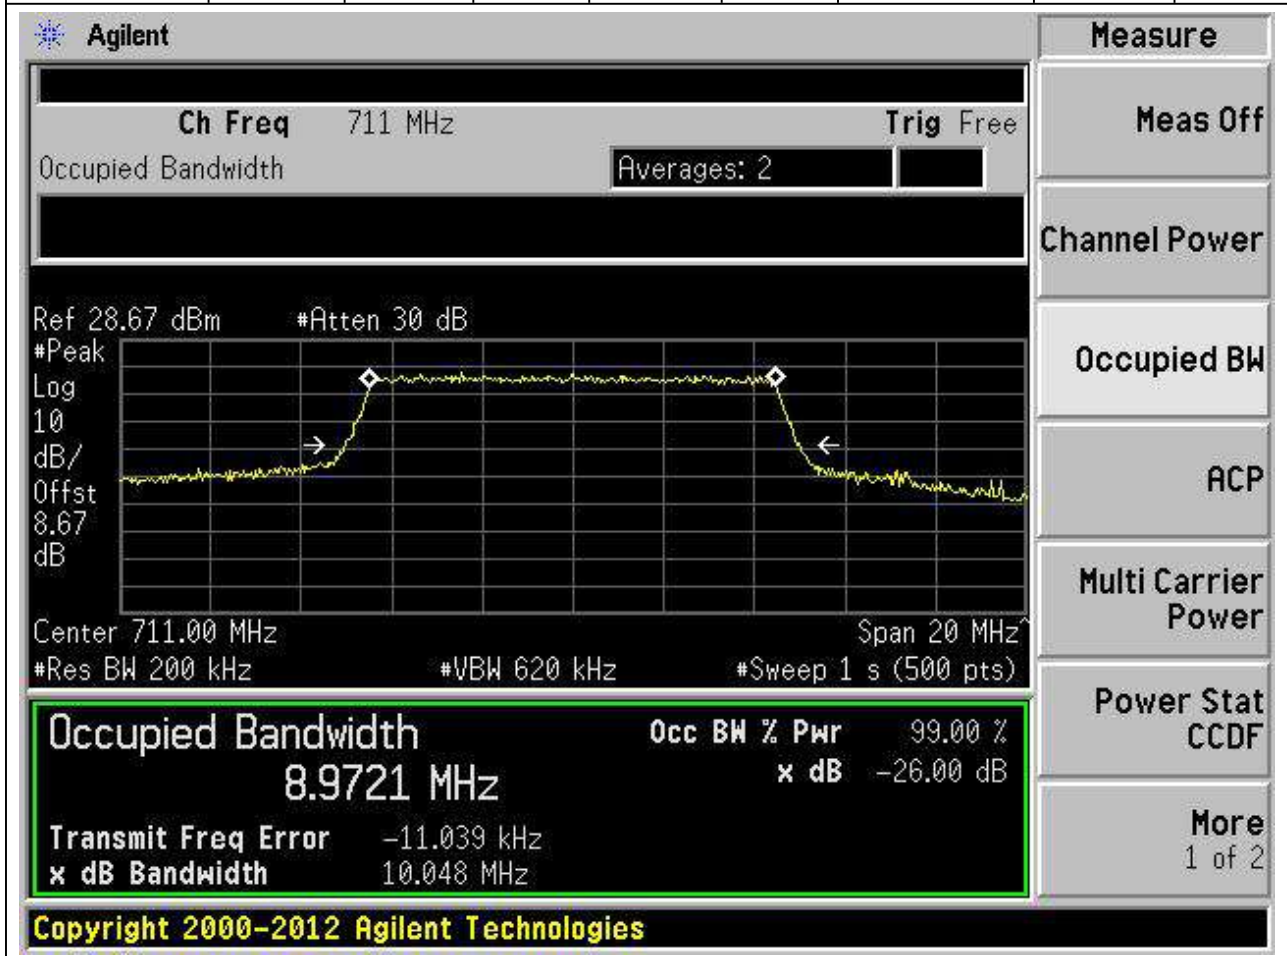 Agilent
Measure
Ch Freq 711 MHz Trig Free
Meas Off
Occupied Bandwidth Averages: 2
Channel Power
Ref 28.67 dBm #Atten 30 dB
#Peak
Log
10
dB/
Offst
8.67
dB
Occupied BW
ACP
Multi Carrier
Power
Center 711.00 MHz Span 20 MHz^
#Res BW 200 kHz #VBW 620 kHz #Sweep 1 s (500 pts)
Power Stat
CCDF
Occupied Bandwidth Occ BW % Pwr 99.00 %
8.9721 MHz x dB -26.00 dB
Transmit Freq Error -11.039 kHz
x dB Bandwidth 10.048 MHz
More
1 of 2
Copyright 2000-2012 Agilent Technologies